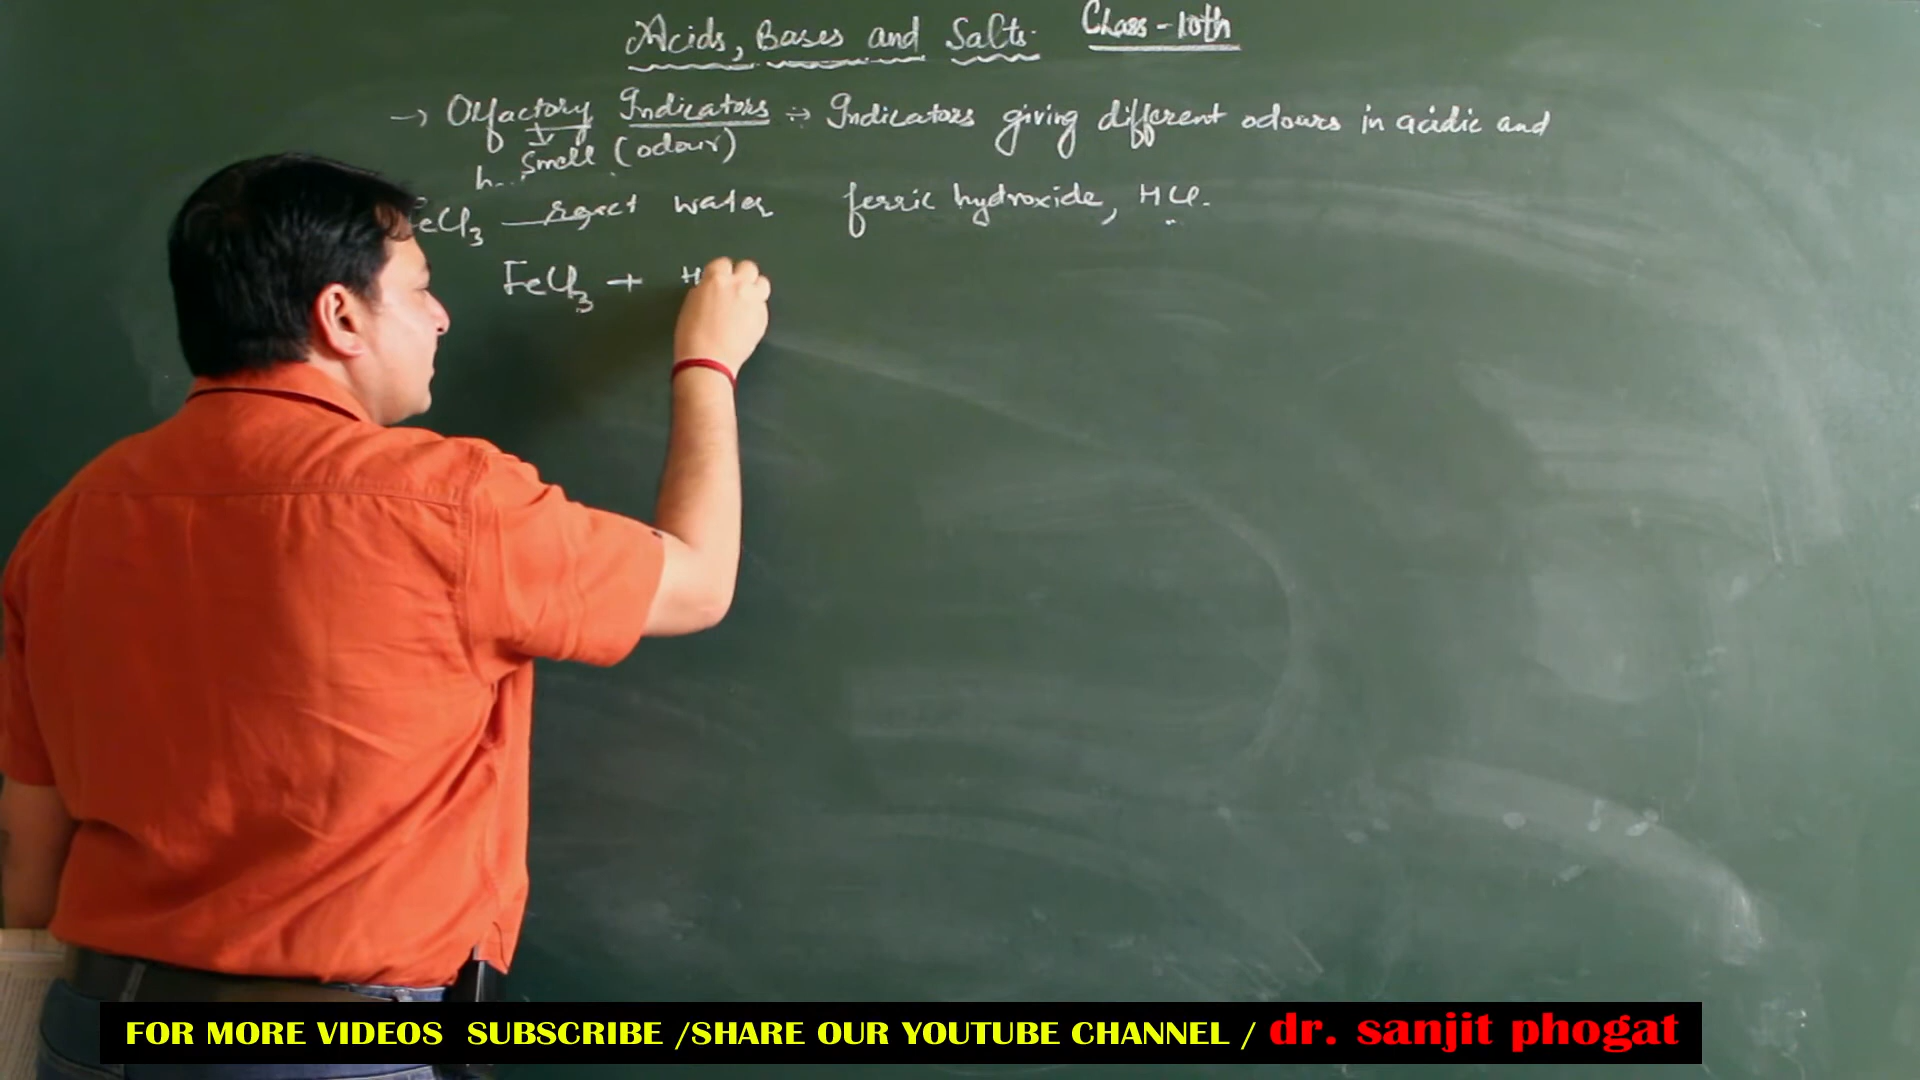 Acids, Bases and Salts. Class-10th
→ Olfactory Indicators :- Indicators giving different odours in acidic and
Smell (odour)
FeCl3 react water ferric hydroxide, HCl.
FeCl3 + H
FOR MORE VIDEOS SUBSCRIBE /SHARE OUR YOUTUBE CHANNEL / dr. sanjit phogat